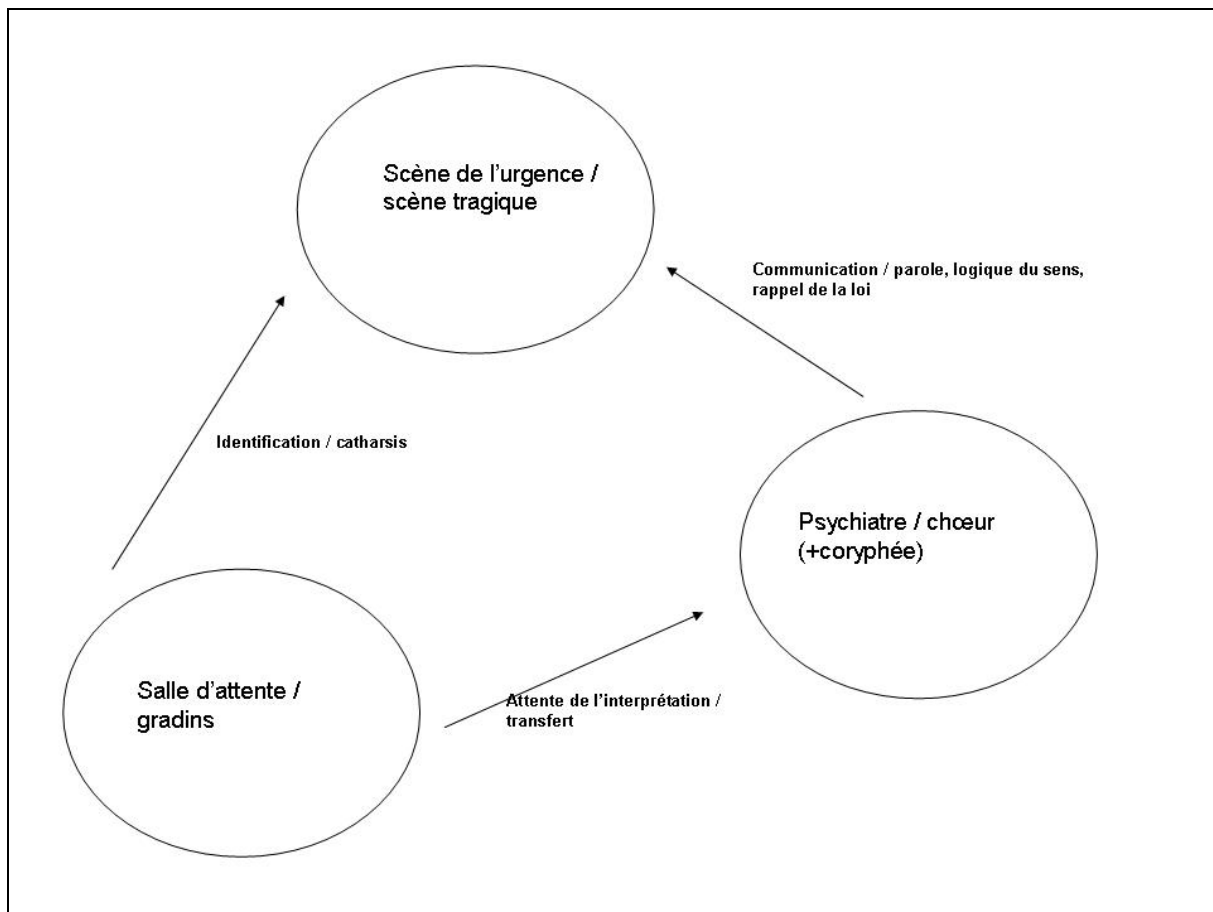 Scène de l'urgence /
scène tragique
Communication / parole, logique du sens,
rappel de la loi
Identification / catharsis
Psychiatre / chœur
(+coryphée)
Salle d'attente /
gradins
Attente de l'interprétation /
transfert